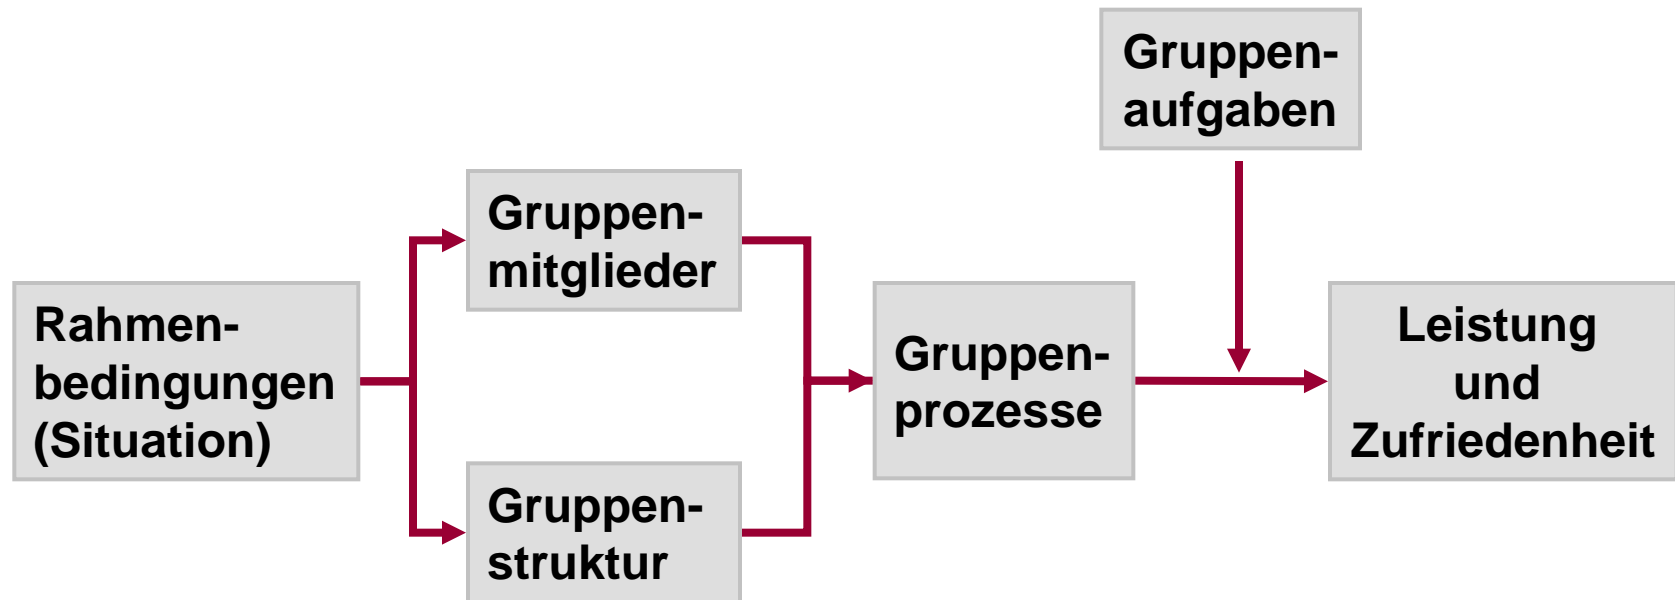 Gruppen-
aufgaben
Gruppen-
mitglieder
Rahmen-
bedingungen
(Situation)
Gruppen-
prozesse
Leistung
und
Zufriedenheit
Gruppen-
struktur